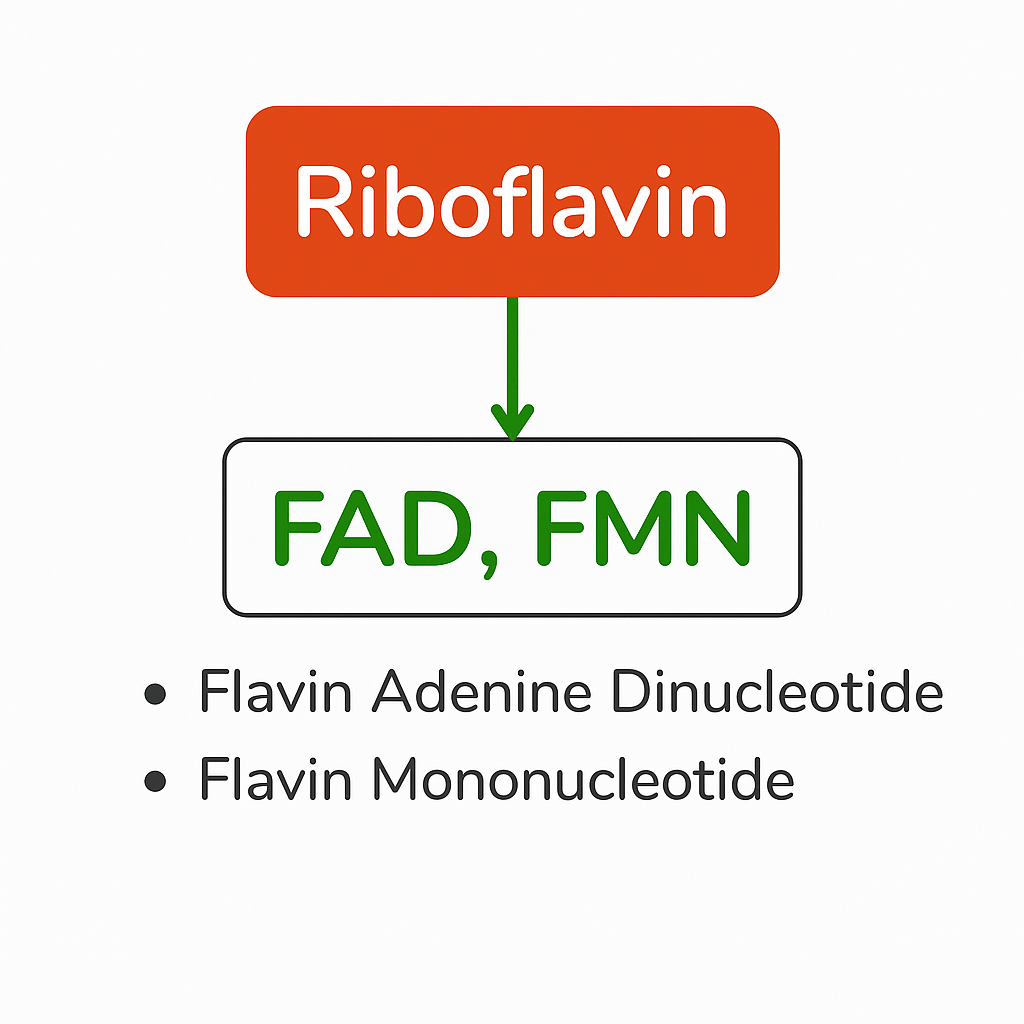 Riboflavin
FAD, FMN
• Flavin Adenine Dinucleotide
• Flavin Mononucleotide